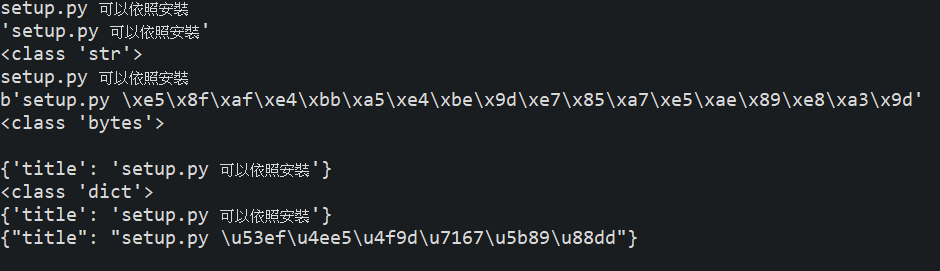 setup.py 可以依照安裝
'setup.py 可以依照安裝'
<class 'str'>
setup.py 可以依照安裝
b'setup.py \xe5\x8f\xaf\xe4\xbb\xa5\xe4\xbe\x9d\xe7\x85\xa7\xe5\xae\x89\xe8\xa3\x9d'
<class 'bytes'>

{'title': 'setup.py 可以依照安裝'}
<class 'dict'>
{'title': 'setup.py 可以依照安裝'}
{"title": "setup.py \u53ef\u4ee5\u4f9d\u7167\u5b89\u88dd"}